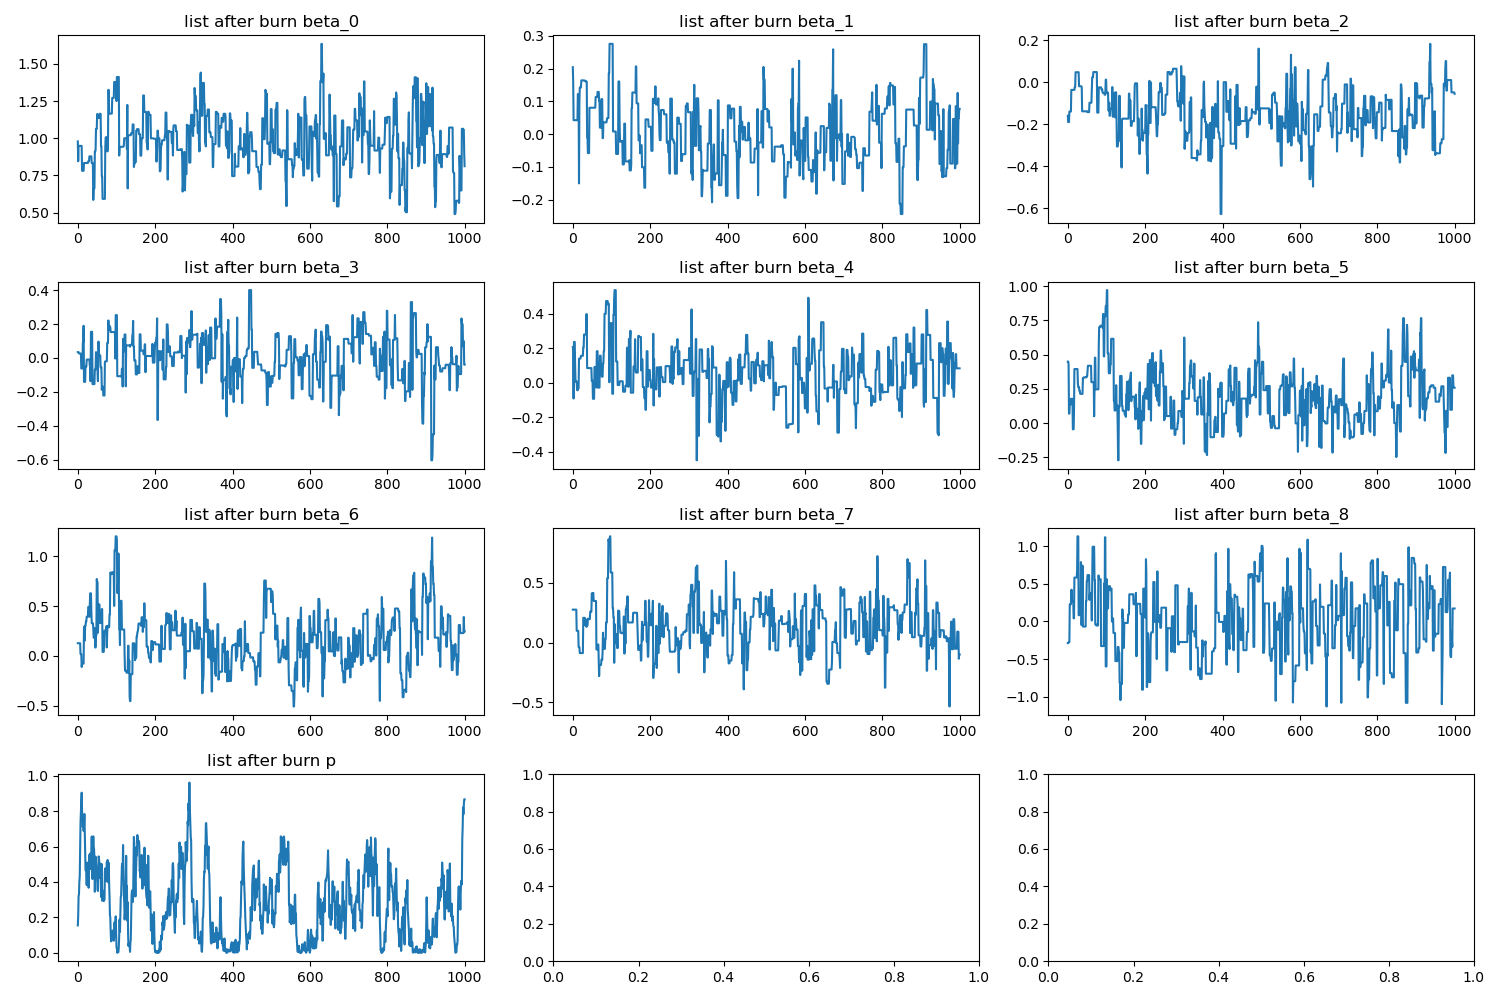 list after burn beta_0
list after burn beta_1
list after burn beta_2
1.50
1.25
1.00
0.75
0.50
0 200 400 600 800 1000
0.3
0.2
0.1
0.0
−0.1
−0.2
0 200 400 600 800 1000
0.2
0.0
−0.2
−0.4
−0.6
0 200 400 600 800 1000
list after burn beta_3
list after burn beta_4
list after burn beta_5
0.4
0.2
0.0
−0.2
−0.4
−0.6
0 200 400 600 800 1000
0.4
0.2
0.0
−0.2
−0.4
0 200 400 600 800 1000
1.00
0.75
0.50
0.25
0.00
−0.25
0 200 400 600 800 1000
list after burn beta_6
list after burn beta_7
list after burn beta_8
1.0
0.5
0.0
−0.5
0 200 400 600 800 1000
0.5
0.0
−0.5
0 200 400 600 800 1000
1.0
0.5
0.0
−0.5
−1.0
0 200 400 600 800 1000
list after burn p
1.0
0.8
0.6
0.4
0.2
0.0
0 200 400 600 800 1000
1.0
0.8
0.6
0.4
0.2
0.0
0.0 0.2 0.4 0.6 0.8 1.0
1.0
0.8
0.6
0.4
0.2
0.0
0.0 0.2 0.4 0.6 0.8 1.0